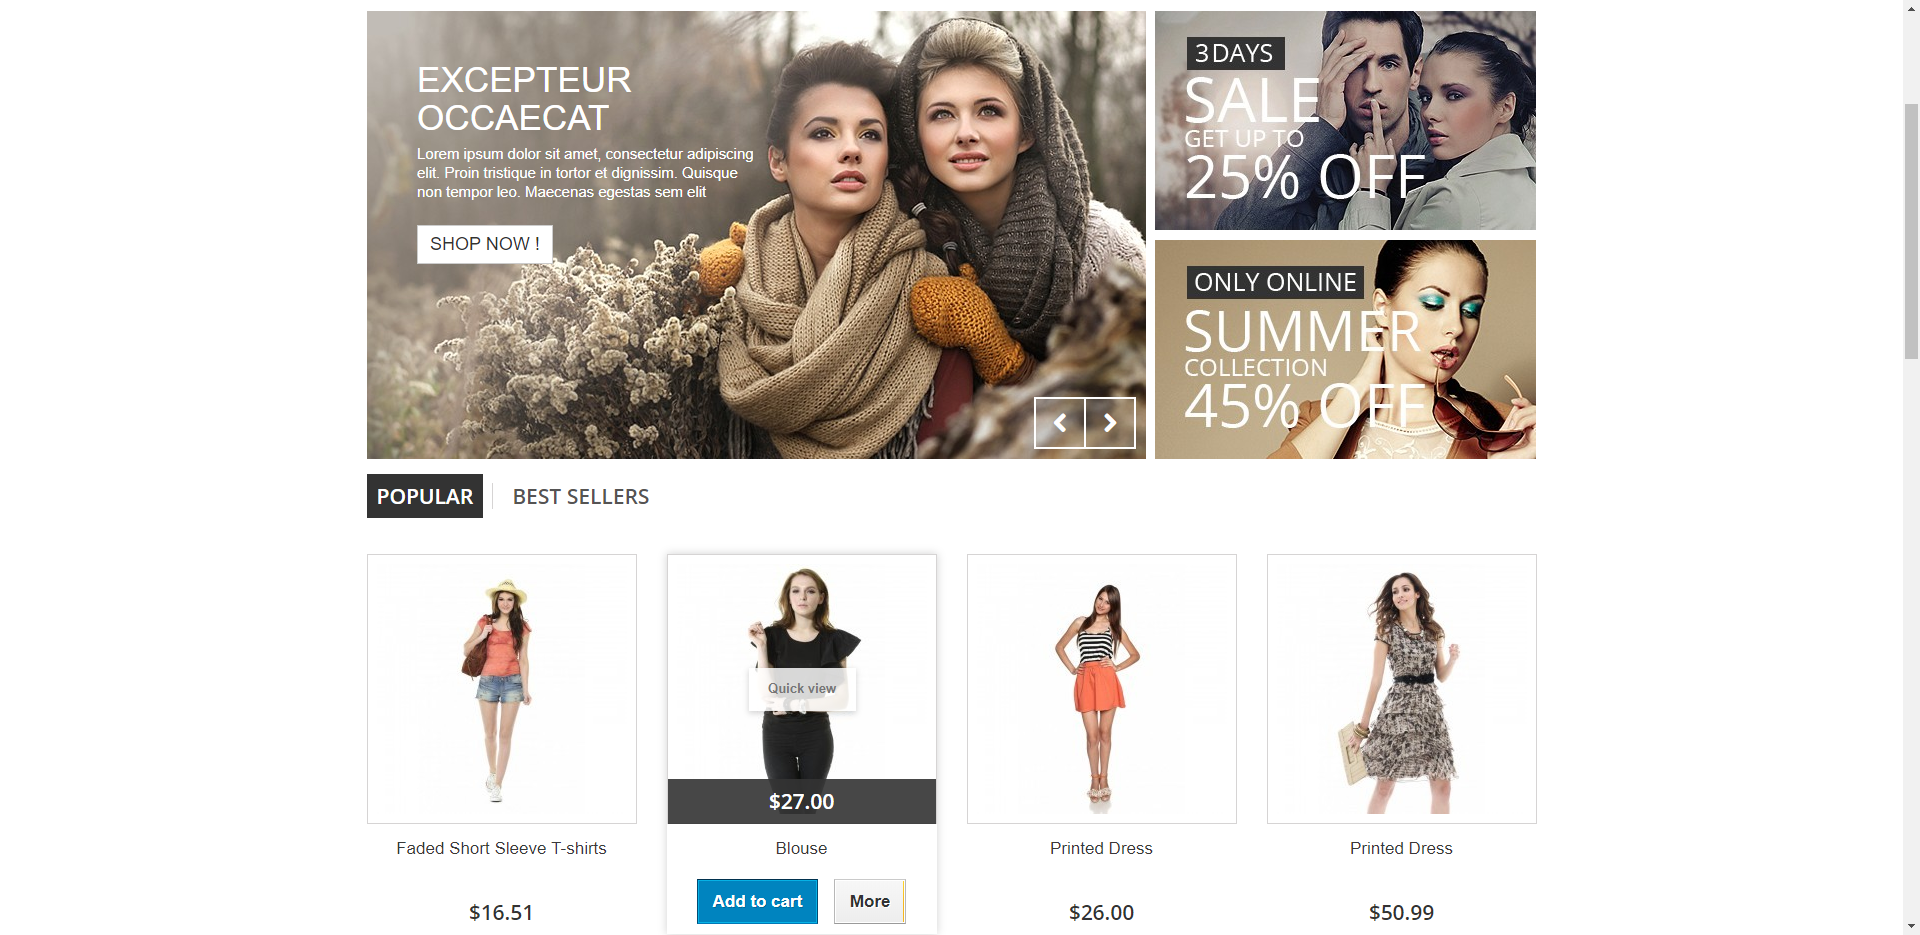 EXCEPTEUR
OCCAECAT
Lorem ipsum dolor sit amet, consectetur adipiscing
elit. Proin tristique in tortor et dignissim. Quisque
non tempor leo. Maecenas egestas sem elit
SHOP NOW !
3 DAYS
SALE
GET UP TO
25% OFF
ONLY ONLINE
SUMMER
COLLECTION
45% OFF
POPULAR
BEST SELLERS
Quick view
$27.00
Faded Short Sleeve T-shirts
Blouse
Printed Dress
Printed Dress
$16.51
Add to cart
More
$26.00
$50.99